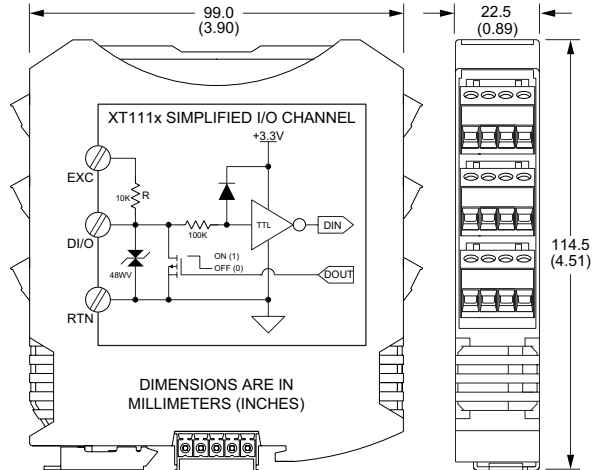 99.0
(3.90)
22.5
(0.89)
XT111x SIMPLIFIED I/O CHANNEL
+3.3V
EXC
10K
R
DI/O
100K
TTL
DIN
48WV
ON (1)
OFF (0)
DOUT
RTN
114.5
(4.51)
DIMENSIONS ARE IN
MILLIMETERS (INCHES)